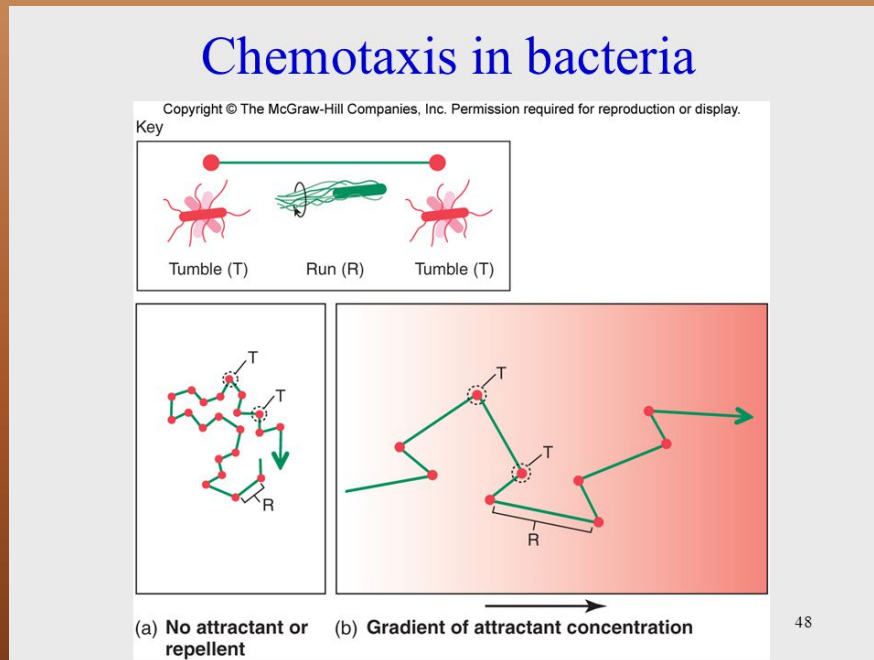 Chemotaxis in bacteria
Copyright © The McGraw-Hill Companies, Inc. Permission required for reproduction or display.
Key
Tumble (T) Run (R) Tumble (T)
T
T
R
T
T
R
(a) No attractant or
repellent
(b) Gradient of attractant concentration
48